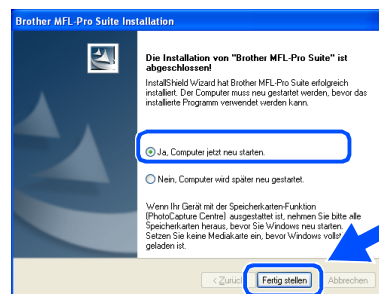 Brother MFL-Pro Suite Installation
Die Installation von "Brother MFL-Pro Suite" ist
abgeschlossen!
InstallShield Wizard hat Brother MFL-Pro Suite erfolgreich
installiert. Der Computer muss neu gestartet werden, bevor das
installierte Programm verwendet werden kann.
Ja, Computer jetzt neu starten.
Nein, Computer wird später neu gestartet.
Wenn Ihr Gerät mit der Speicherkarten-Funktion
(PhotoCapture Centre) ausgestattet ist, nehmen Sie bitte alle
Speicherkarten heraus, bevor Sie Windows neu starten.
Setzen Sie keine Mediakarte ein, bevor Windows vollst
geladen ist.
< Zurück Fertig stellen Abbrechen